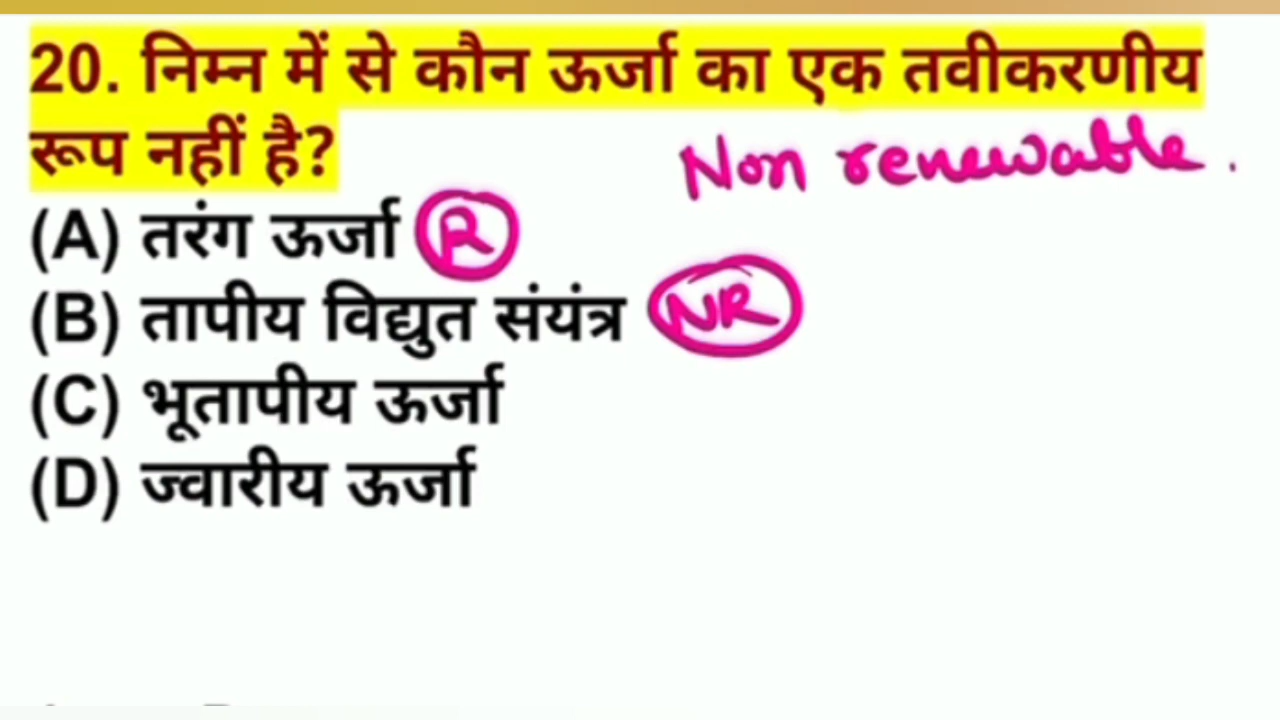 20. निम्न में से कौन ऊर्जा का एक तवीकरणीय
रूप नहीं है?
Non renewable.
(A) तरंग ऊर्जा R
(B) तापीय विद्युत संयंत्र NR
(C) भूतापीय ऊर्जा
(D) ज्वारीय ऊर्जा